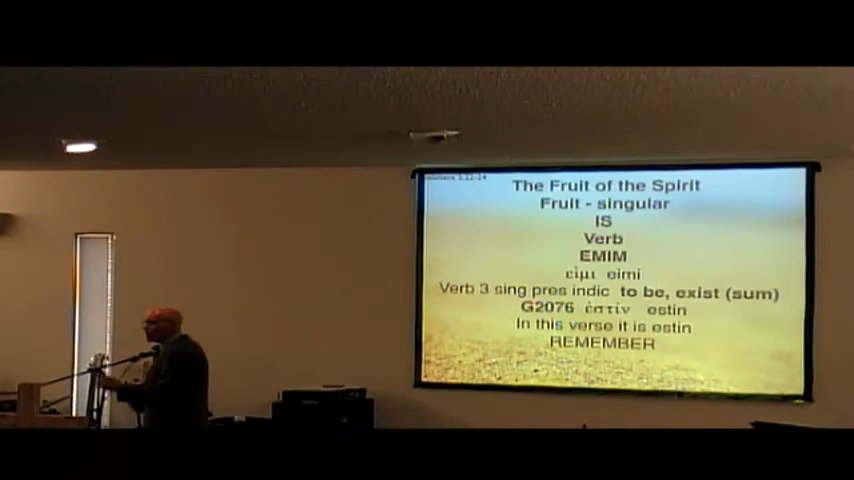 The Fruit of the Spirit
Fruit - singular
IS
Verb
EMIM
εἰμι eimi
Verb 3 sing pres indic to be, exist (sum)
G2076 ἐστίν estin
In this verse it is estin
REMEMBER